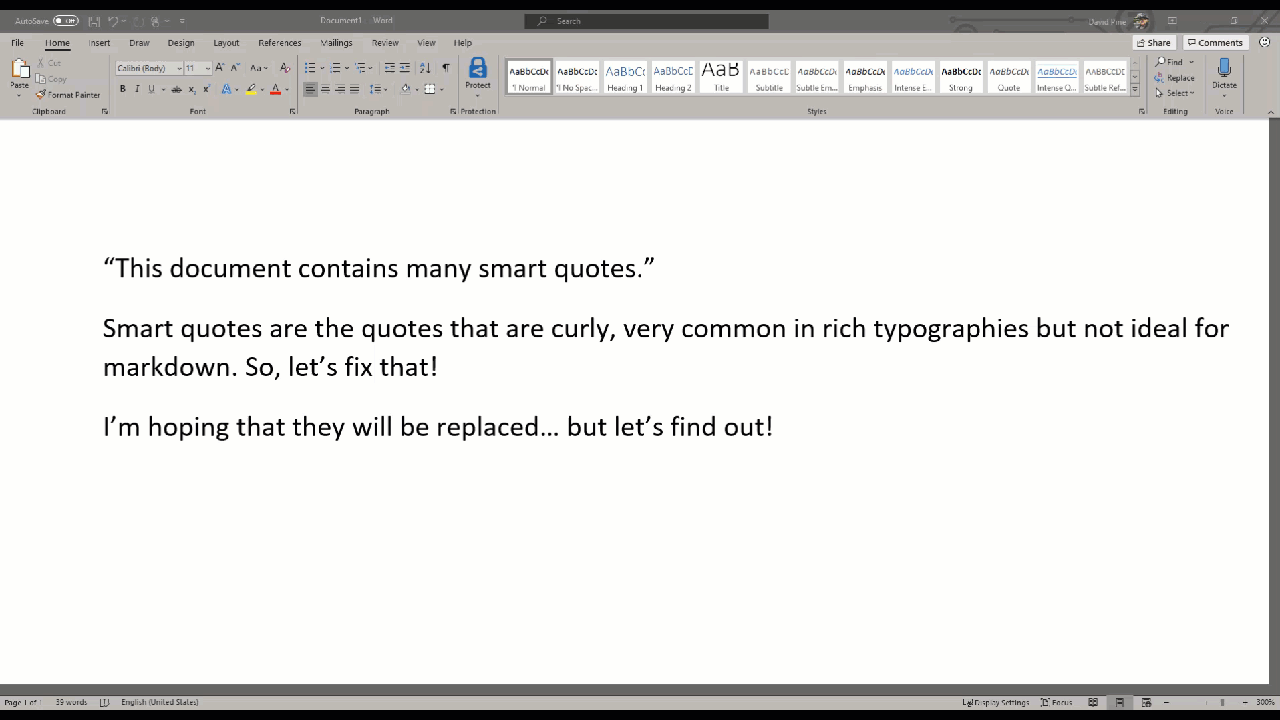 AutoSave Off Document1 - Word Search David Pine
File Home Insert Draw Design Layout References Mailings Review View Help Share Comments
Paste Cut Copy Format Painter
Calibri (Body) 11 Aa
B I U ab x₂ x² A A
Protect
AaBbCcDc AaBbCcDc AaBbCc AaBbCcD AaB AaBbCcD AaBbCcDc AaBbCcDc AaBbCcDc AaBbCcDc AaBbCcDc AaBbCcDc AaBbCcDc
¶ Normal ¶ No Spac... Heading 1 Heading 2 Title Subtitle Subtle Em... Emphasis Intense E... Strong Quote Intense Q... Subtle Ref...
Find Replace Select Dictate
Clipboard Font Paragraph Protection Styles Editing Voice
“This document contains many smart quotes.”
Smart quotes are the quotes that are curly, very common in rich typographies but not ideal for
markdown. So, let’s fix that!
I’m hoping that they will be replaced… but let’s find out!
Page 1 of 1 39 words English (United States) Display Settings Focus 300%